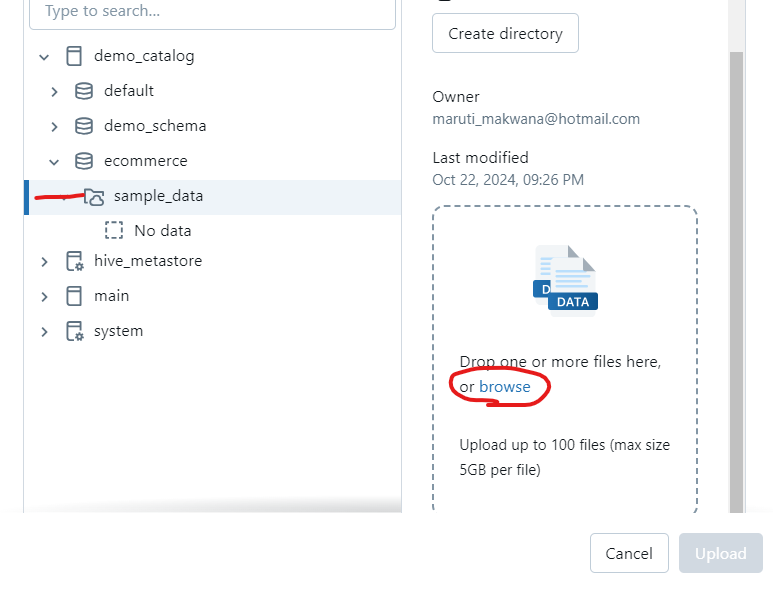 Type to search...
demo_catalog
default
demo_schema
ecommerce
sample_data
No data
hive_metastore
main
system
Create directory
Owner
maruti_makwana@hotmail.com
Last modified
Oct 22, 2024, 09:26 PM
DATA
Drop one or more files here,
or browse
Upload up to 100 files (max size
5GB per file)
Cancel
Upload